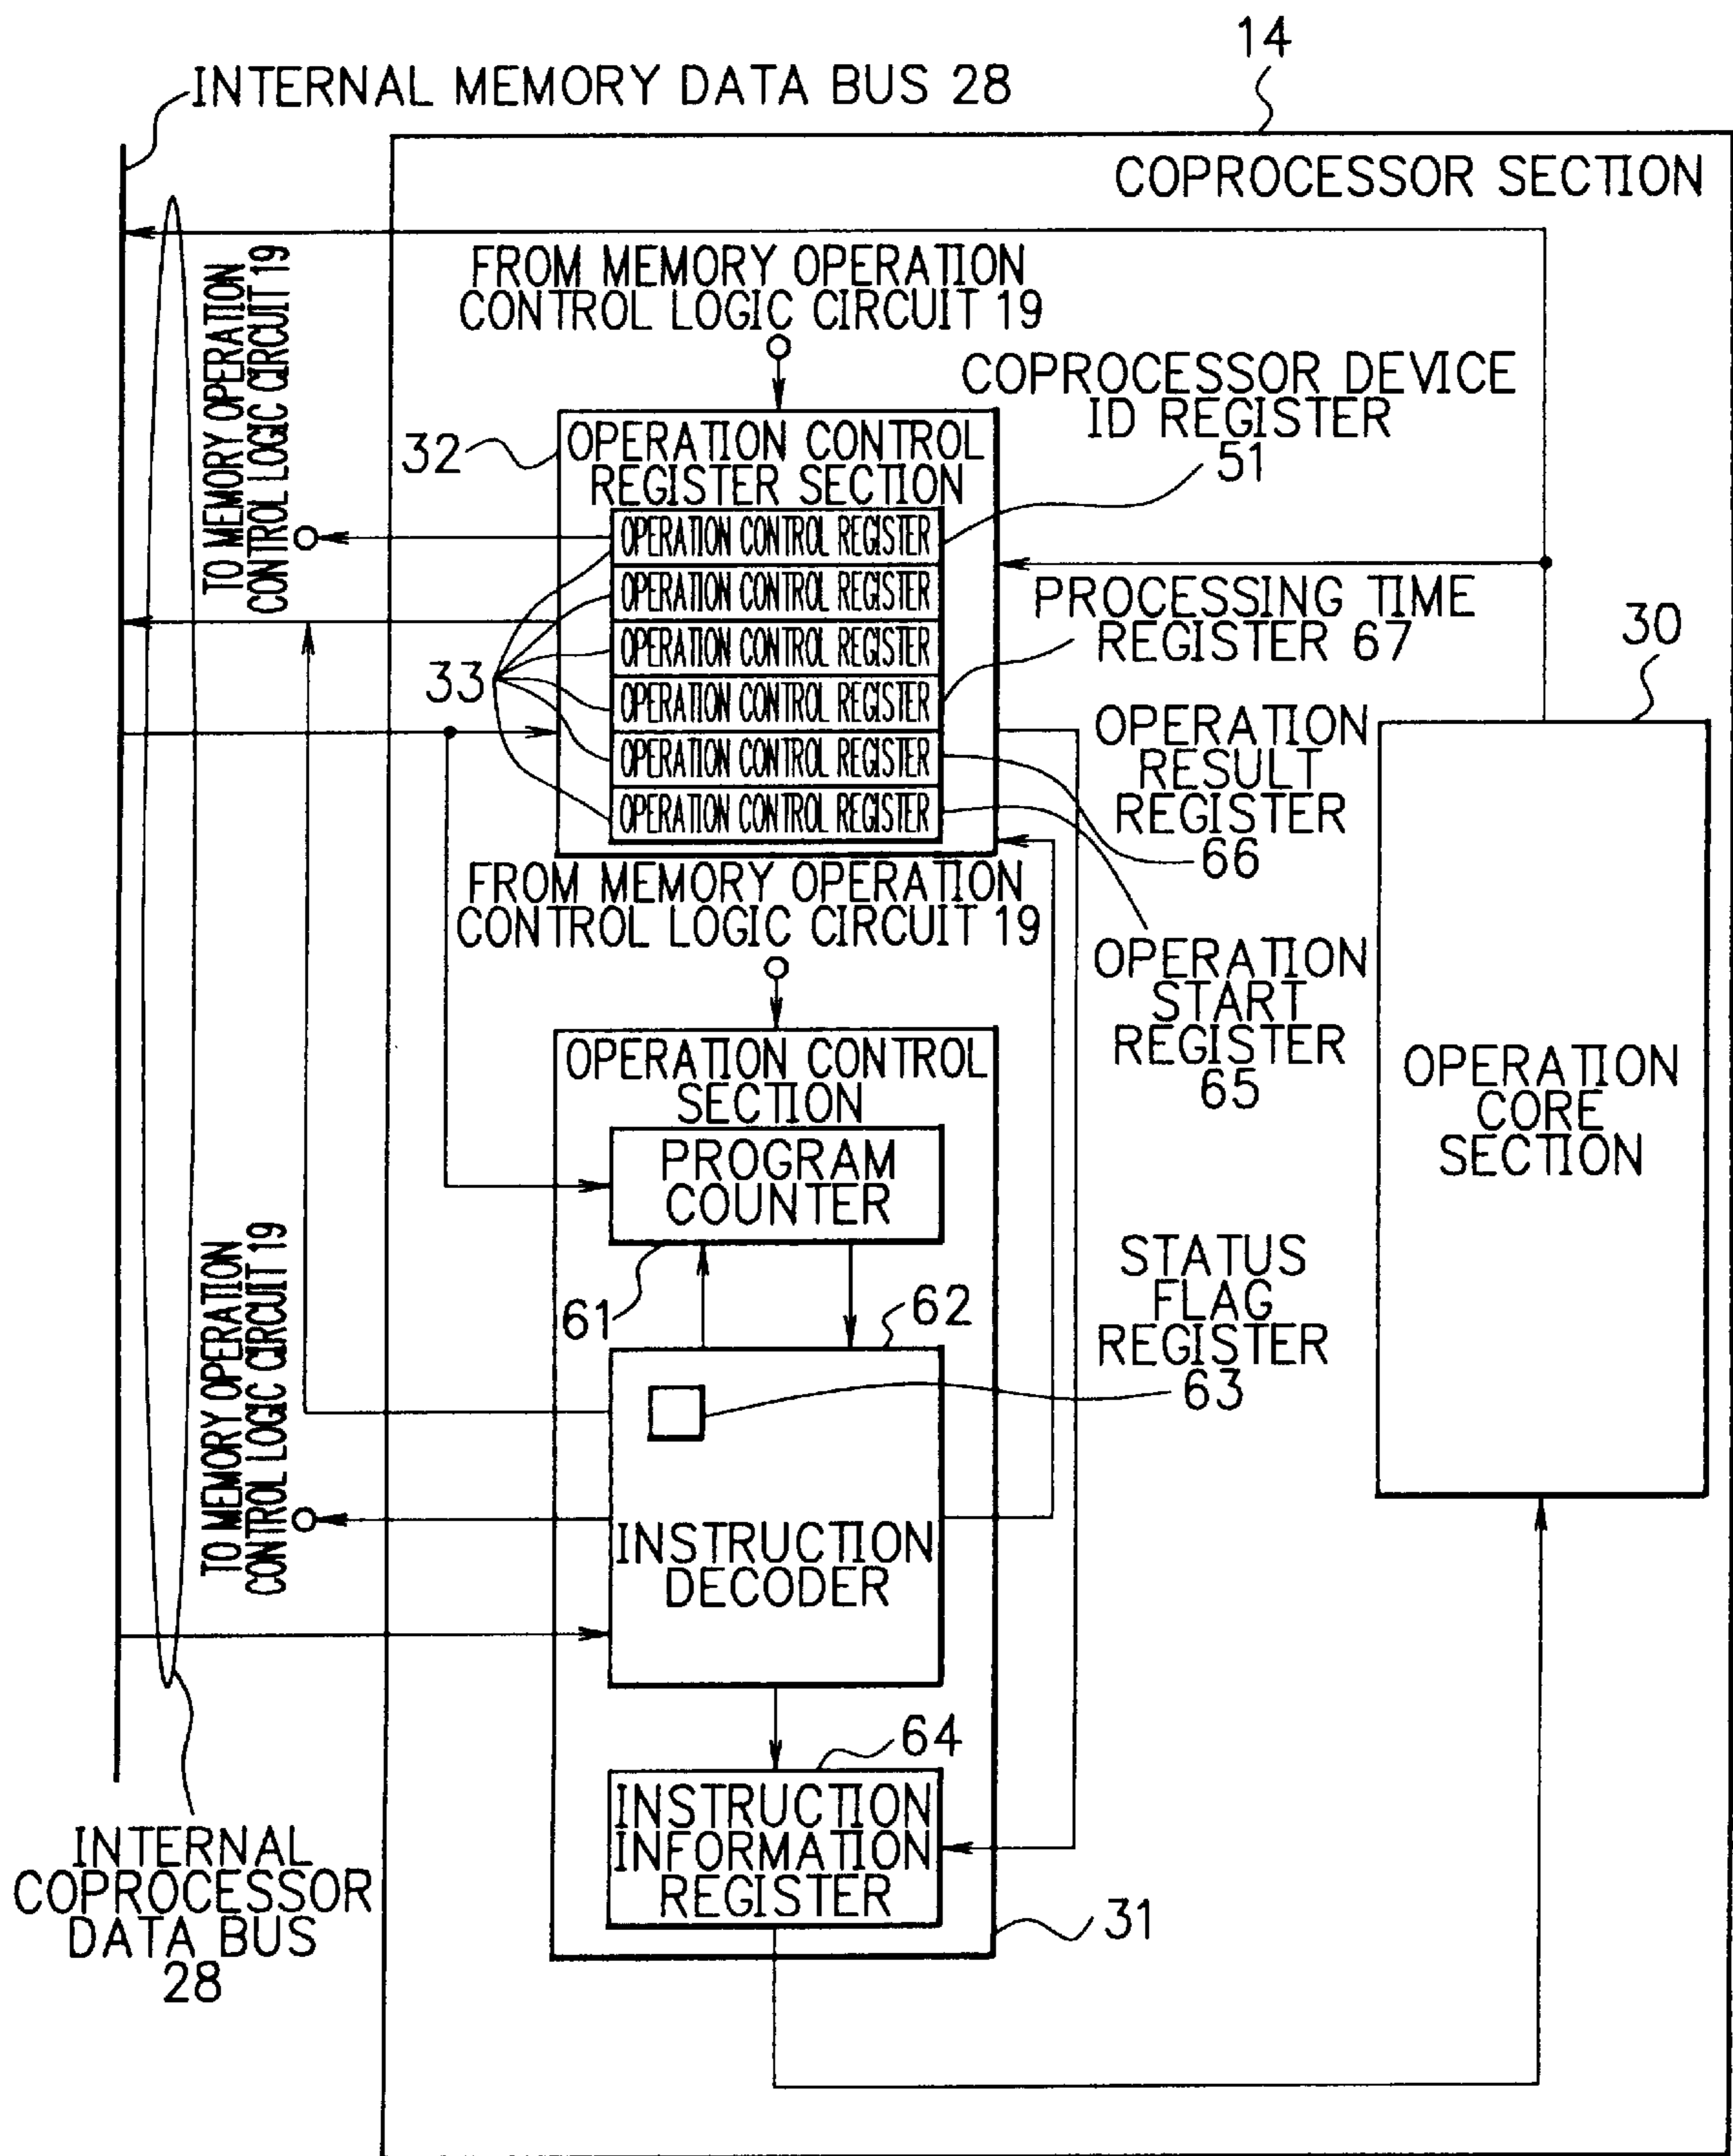 14
INTERNAL MEMORY DATA BUS 28
COPROCESSOR SECTION
TO MEMORY OPERATION
CONTROL LOGIC CIRCUIT 19
FROM MEMORY OPERATION
CONTROL LOGIC CIRCUIT 19
COPROCESSOR DEVICE
ID REGISTER
51
32
OPERATION CONTROL
REGISTER SECTION
OPERATION CONTROL REGISTER
OPERATION CONTROL REGISTER
OPERATION CONTROL REGISTER
OPERATION CONTROL REGISTER
OPERATION CONTROL REGISTER
OPERATION CONTROL REGISTER
33
PROCESSING TIME
REGISTER 67
30
OPERATION
RESULT
REGISTER
66
FROM MEMORY OPERATION
CONTROL LOGIC CIRCUIT 19
OPERATION
START
REGISTER
65
OPERATION
CORE
SECTION
OPERATION CONTROL
SECTION
PROGRAM
COUNTER
61
62
STATUS
FLAG
REGISTER
63
TO MEMORY OPERATION
CONTROL LOGIC CIRCUIT 19
INSTRUCTION
DECODER
64
INSTRUCTION
INFORMATION
REGISTER
31
INTERNAL
COPROCESSOR
DATA BUS
28